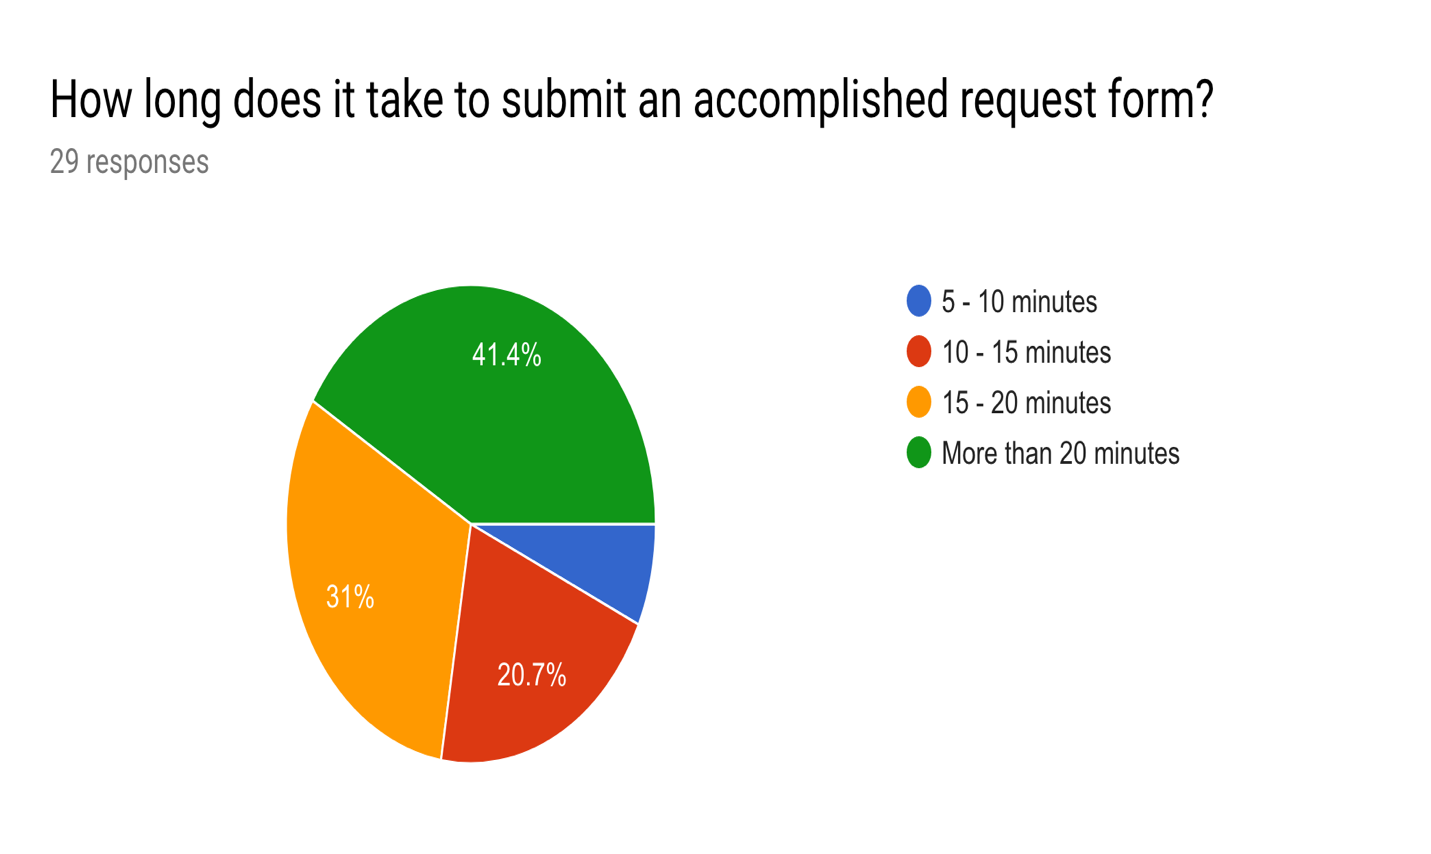 How long does it take to submit an accomplished request form?
29 responses
41.4%
31%
20.7%
5 - 10 minutes
10 - 15 minutes
15 - 20 minutes
More than 20 minutes